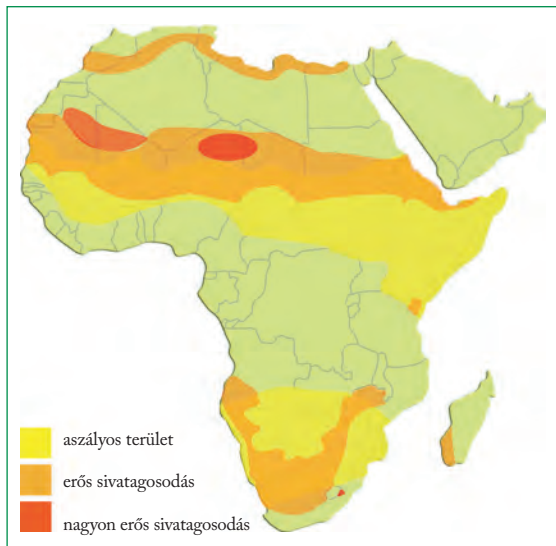 aszályos terület
erős sivatagosodás
nagyon erős sivatagosodás